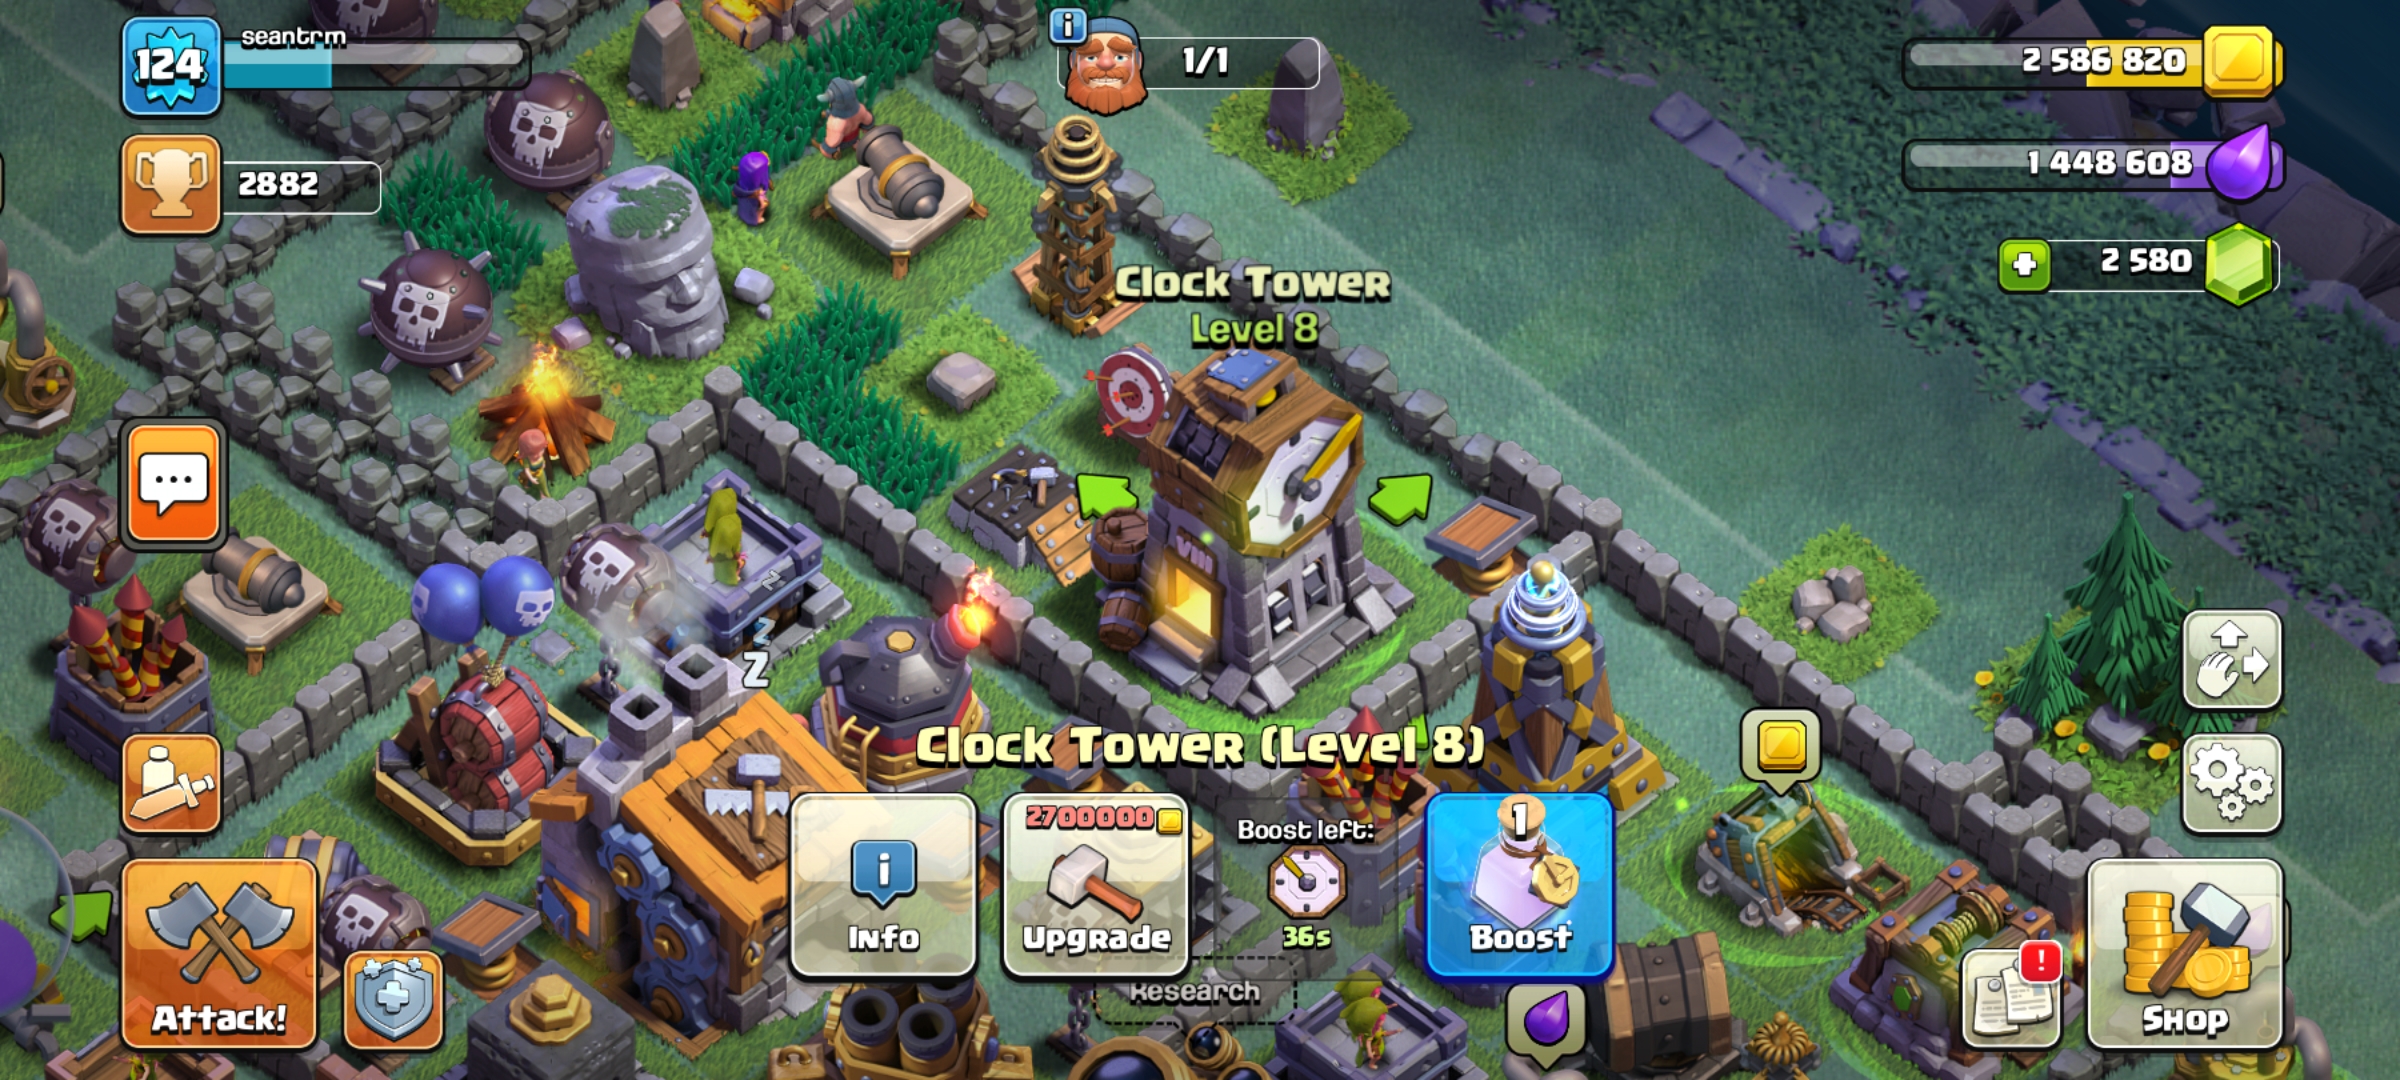 124
seantrm
1/1
2 586 820
2882
1 448 608
2 580
Clock Tower
Level 8
VIII
z
z
Z
Clock Tower (Level 8)
2700000
Boost left:
1
Info
Upgrade
36s
Boost
Research
Attack!
!
Shop